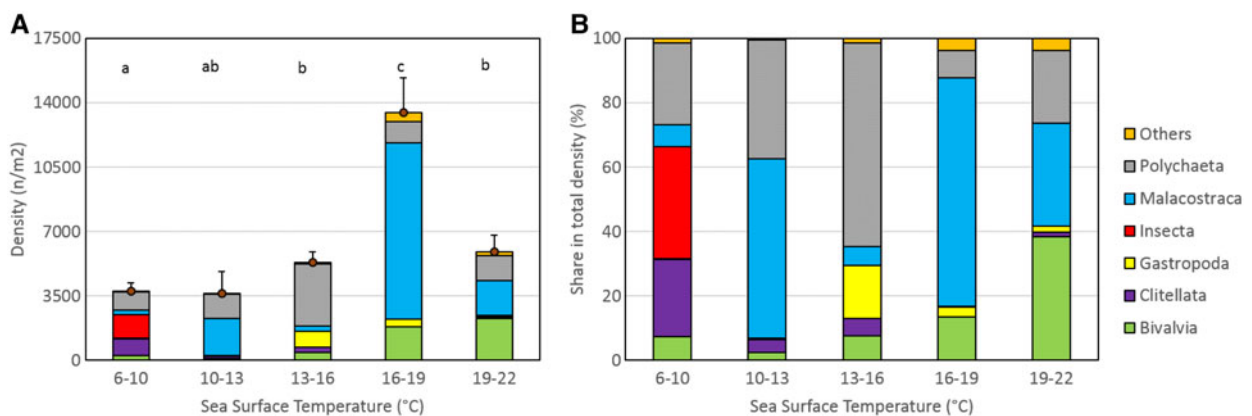 A
17500
14000
10500
7000
3500
0
Density (n/m2)
a ab b c b
6-10 10-13 13-16 16-19 19-22
Sea Surface Temperature (°C)
B
100
80
60
40
20
0
Share in total density (%)
6-10 10-13 13-16 16-19 19-22
Sea Surface Temperature (°C)
Others
Polychaeta
Malacostraca
Insecta
Gastropoda
Clitellata
Bivalvia